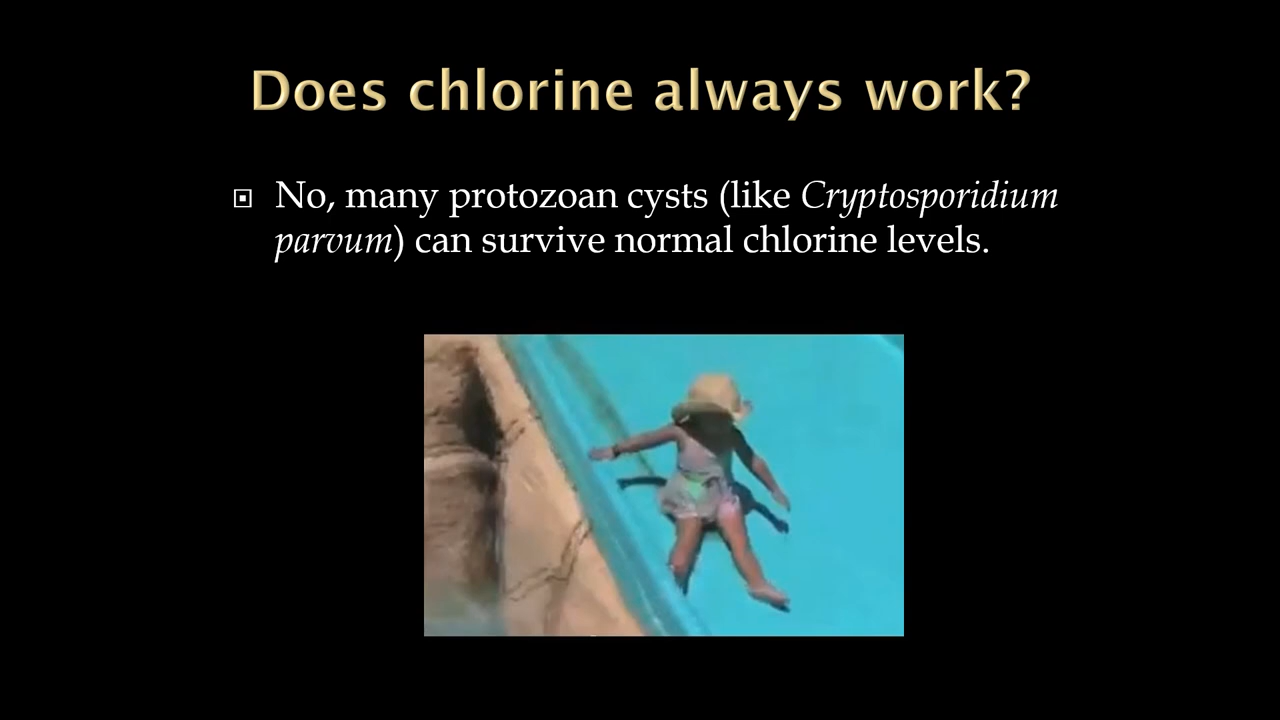 Does chlorine always work?
No, many protozoan cysts (like Cryptosporidium
parvum) can survive normal chlorine levels.